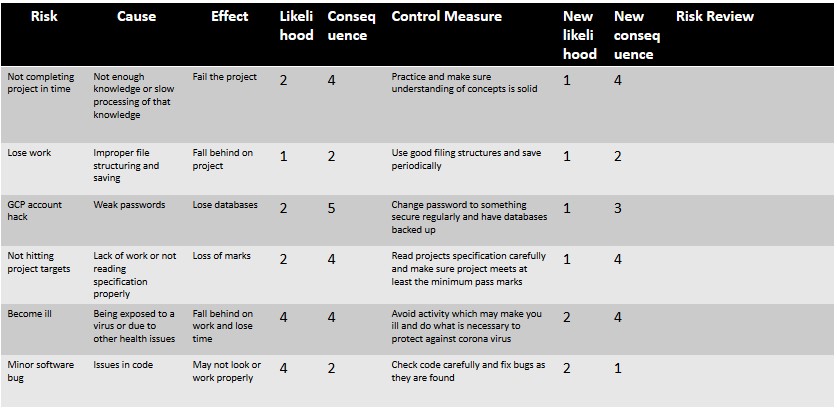 Risk Cause Effect Likeli hood Conseq uence Control Measure New likeli hood New conseq uence Risk Review
Not completing project in time
Not enough knowledge or slow processing of that knowledge
Fail the project
2
4
Practice and make sure understanding of concepts is solid
1
4
Lose work
Improper file structuring and saving
Fall behind on project
1
2
Use good filing structures and save periodically
1
2
GCP account hack
Weak passwords
Lose databases
2
5
Change password to something secure regularly and have databases backed up
1
3
Not hitting project targets
Lack of work or not reading specification properly
Loss of marks
2
4
Read projects specification carefully and make sure project meets at least the minimum pass marks
1
4
Become ill
Being exposed to a virus or due to other health issues
Fall behind on work and lose time
4
4
Avoid activity which may make you ill and do what is necessary to protect against corona virus
2
4
Minor software bug
Issues in code
May not look or work properly
4
2
Check code carefully and fix bugs as they are found
2
1